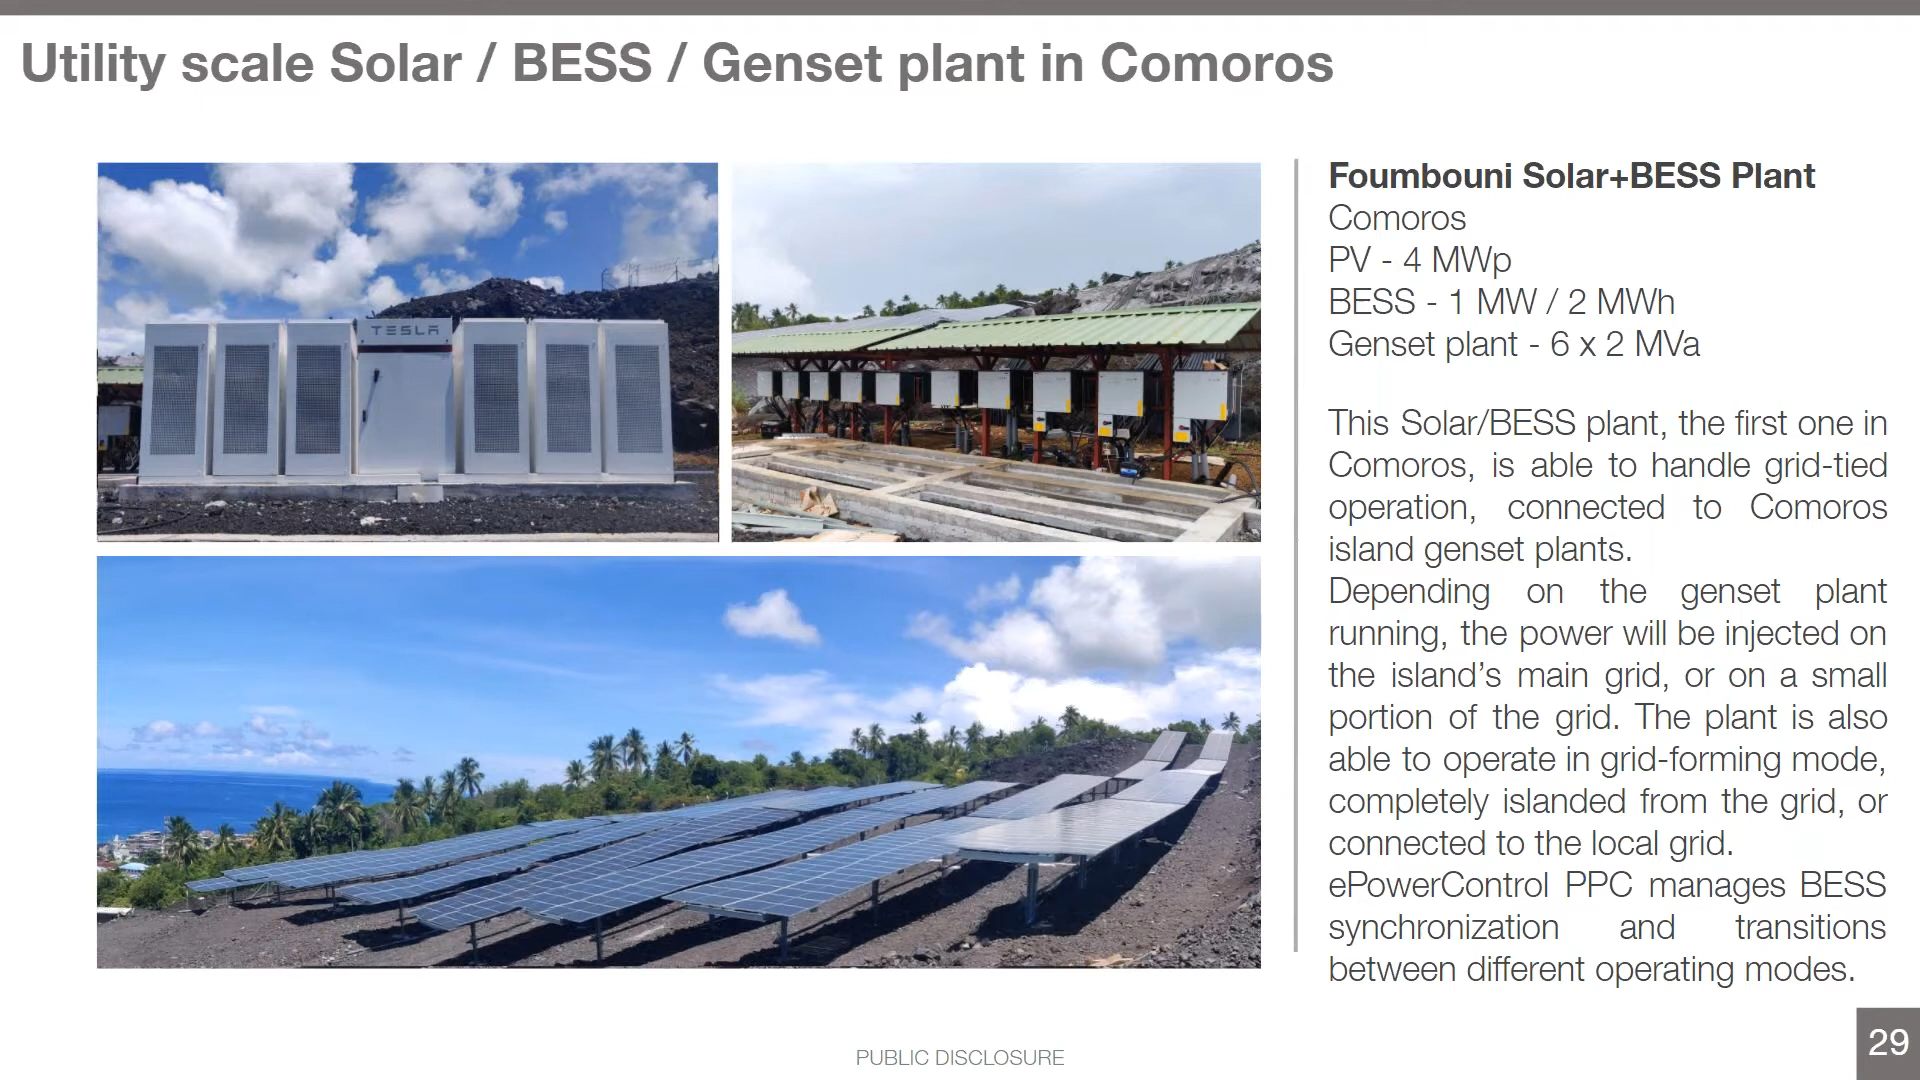 Utility scale Solar / BESS / Genset plant in Comoros
TESLA
Foumbouni Solar+BESS Plant
Comoros
PV - 4 MWp
BESS - 1 MW / 2 MWh
Genset plant - 6 x 2 MVa
This Solar/BESS plant, the first one in
Comoros, is able to handle grid-tied
operation, connected to Comoros
island genset plants.
Depending on the genset plant
running, the power will be injected on
the island’s main grid, or on a small
portion of the grid. The plant is also
able to operate in grid-forming mode,
completely islanded from the grid, or
connected to the local grid.
ePowerControl PPC manages BESS
synchronization and transitions
between different operating modes.
PUBLIC DISCLOSURE
29